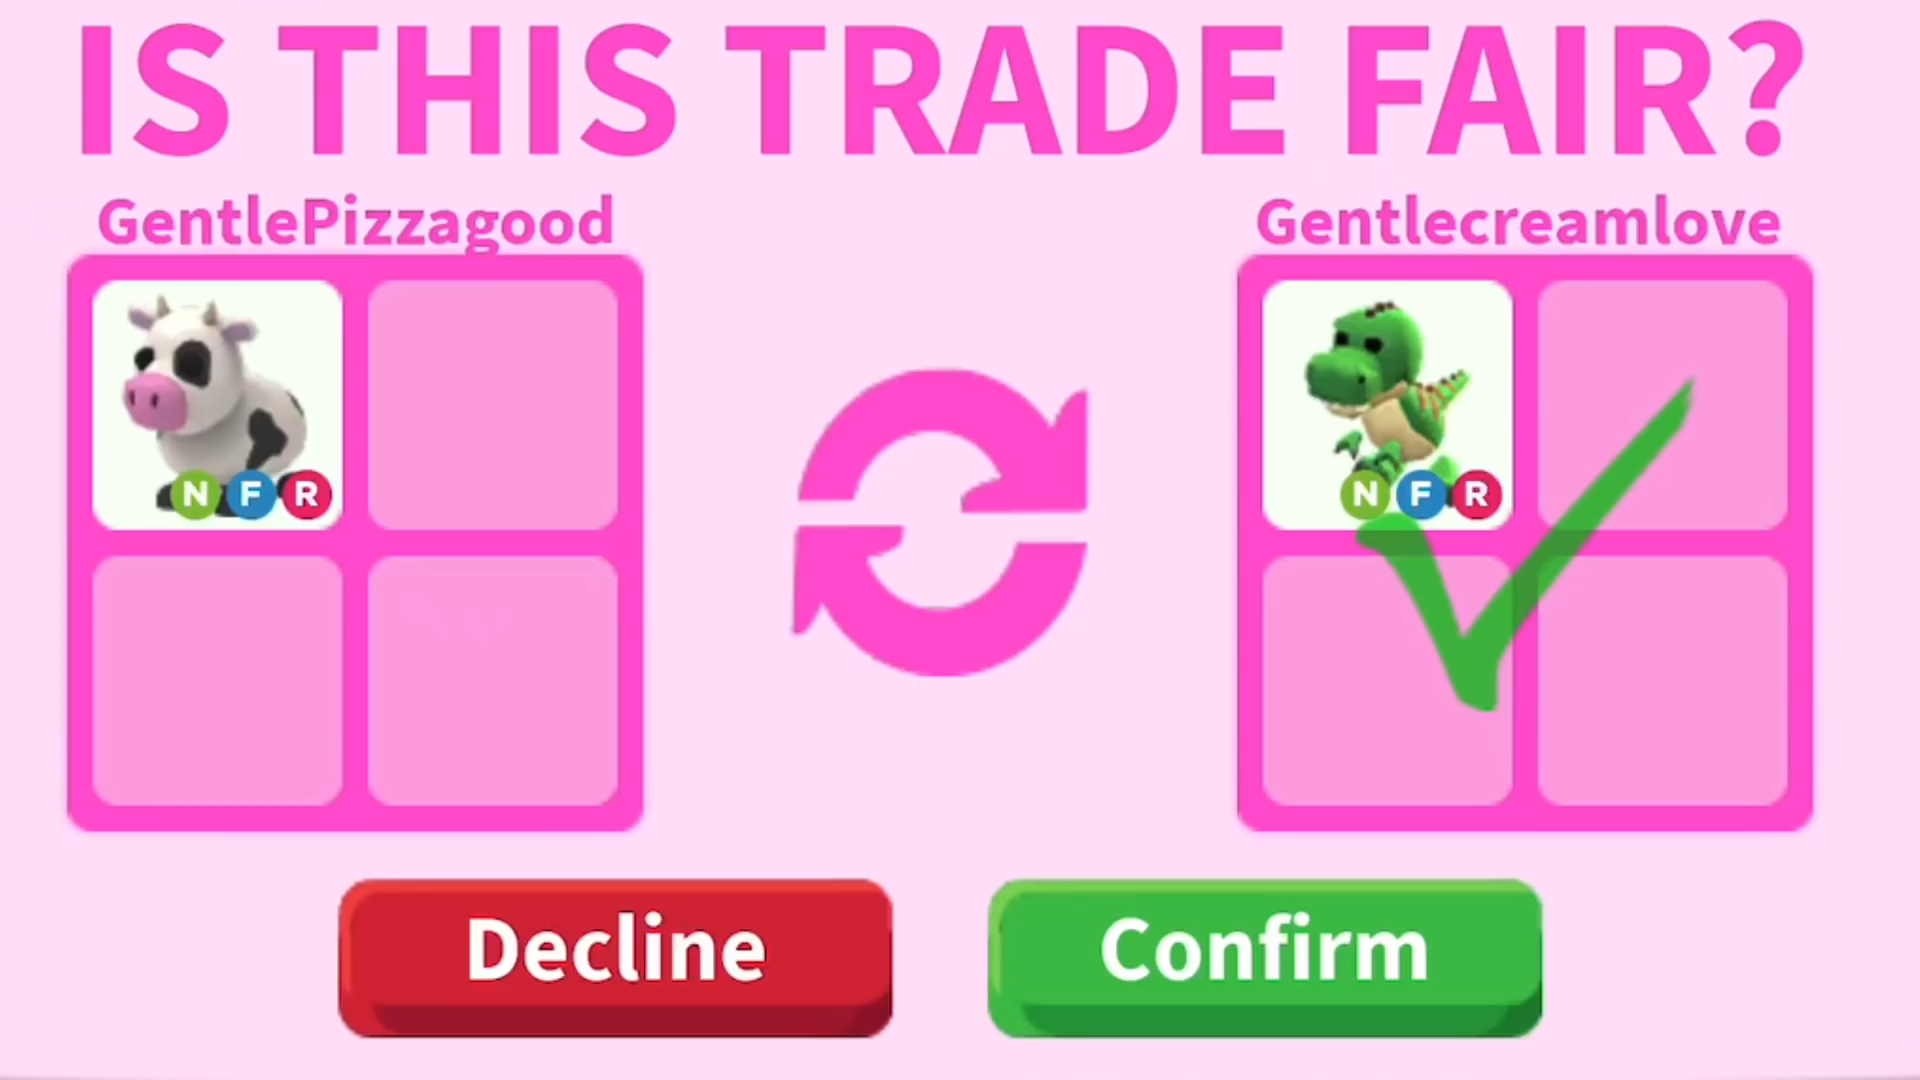 IS THIS TRADE FAIR?
GentlePizzagood
Gentlecreamlove
N F R
N F R
Decline
Confirm